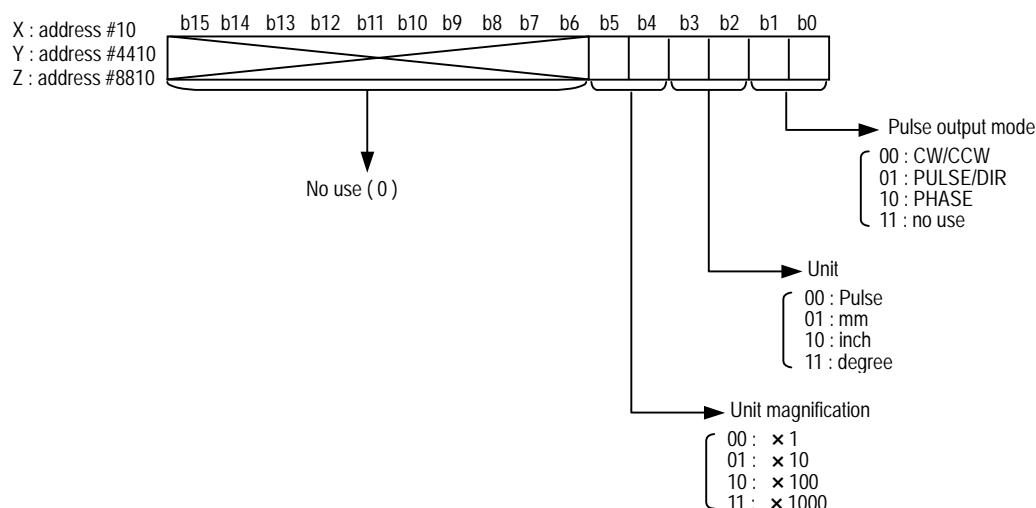 X : address #10
Y : address #4410
Z : address #8810
b15 b14 b13 b12 b11 b10 b9 b8 b7 b6 b5 b4 b3 b2 b1 b0
No use ( 0 )
Pulse output mode
00 : CW/CCW
01 : PULSE/DIR
10 : PHASE
11 : no use
Unit
00 : Pulse
01 : mm
10 : inch
11 : degree
Unit magnification
00 : × 1
01 : × 10
10 : × 100
11 : × 1000